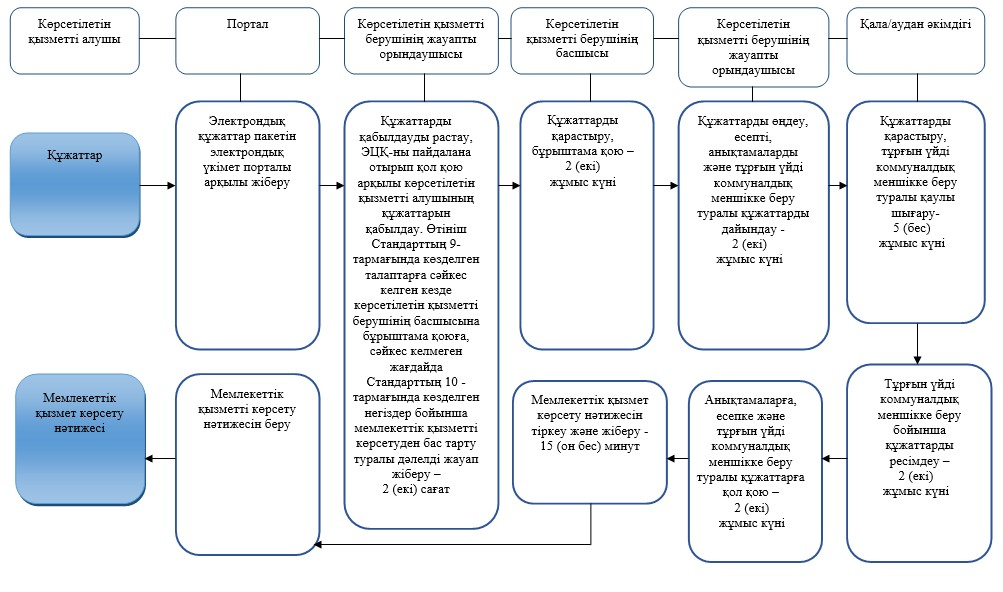 Көрсетілетін
қызметті алушы
Портал
Көрсетілетін қызметті
берушінің жауапты
орындаушысы
Көрсетілетін
қызметті берушінің
басшысы
Көрсетілетін
қызметті берушінің
жауапты
орындаушысы
Қала/аудан әкімдігі
Құжаттар
Электрондық
құжаттар пакетін
электрондық
үкімет порталы
арқылы жіберу
Құжаттарды
қабылдауды растау,
ЭЦҚ-ны пайдалана
отырып қол қою
арқылы көрсетілетін
қызметті алушының
құжаттарын
қабылдау. Өтініш
Стандарттың 9-
тармағында көзделген
талаптарға сәйкес
келген кезде
көрсетілетін қызметті
берушінің басшысына
бұрыштама қоюға,
сәйкес келмеген
жағдайда
Стандарттың 10 -
тармағында көзделген
негіздер бойынша
мемлекеттік қызметті
көрсетуден бас тарту
туралы дәлелді жауап
жіберу –
2 (екі) сағат
Құжаттарды
қарастыру,
бұрыштама қою –
2 (екі)
жұмыс күні
Құжаттарды өңдеу,
есепті,
анықтамаларды
және тұрғын үйді
коммуналдық
меншікке беру
туралы құжаттарды
дайындау -
2 (екі)
жұмыс күні
Құжаттарды
қарастыру,
тұрғын үйді
коммуналдық
меншікке беру
туралы қаулы
шығару-
5 (бес)
жұмыс күні
Мемлекеттік
қызмет көрсету
нәтижесі
Мемлекеттік
қызметті көрсету
нәтижесін беру
Мемлекеттік қызмет
көрсету нәтижесін
тіркеу және жіберу -
15 (он бес) минут
Анықтамаларға,
есепке және
тұрғын үйді
коммуналдық
меншікке беру
туралы құжаттарға
қол қою –
2 (екі)
жұмыс күні
Тұрғын үйді
коммуналдық
меншікке беру
бойынша
құжаттарды
ресімдеу –
2 (екі)
жұмыс күні